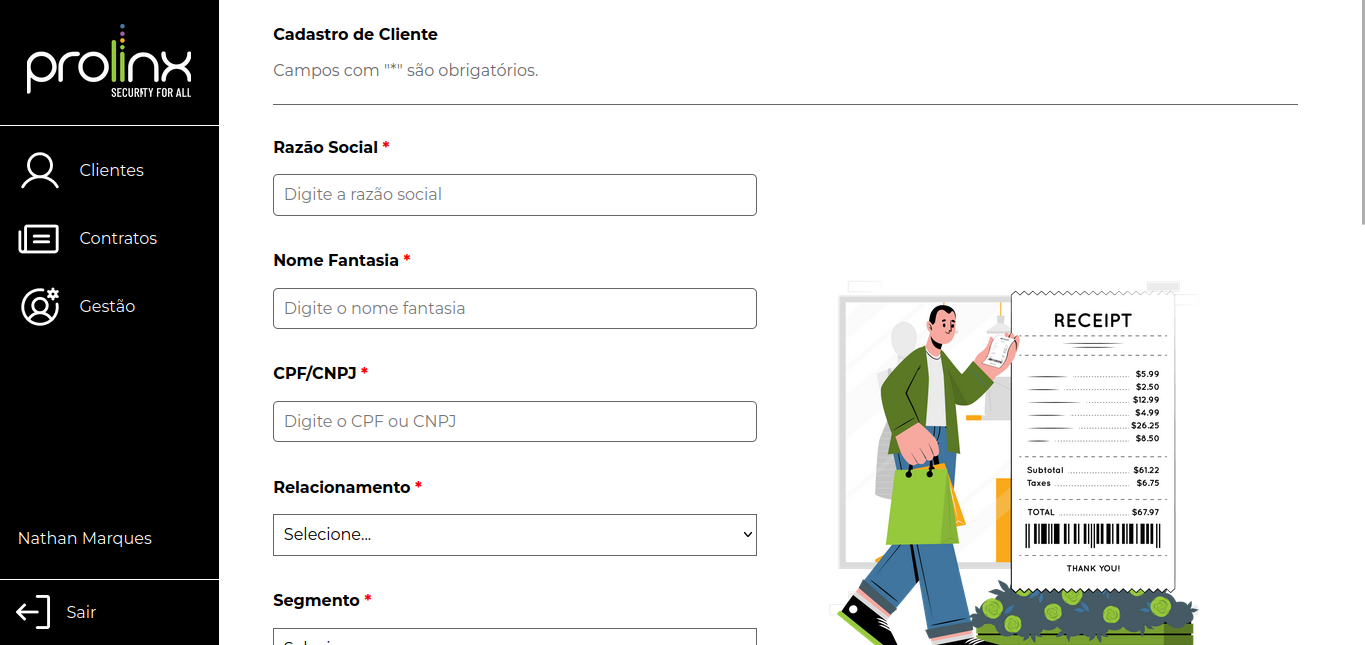 prolinx
SECURITY FOR ALL
Clientes
Contratos
Gestão
Nathan Marques
Sair
Cadastro de Cliente
Campos com "*" são obrigatórios.
Razão Social *
Digite a razão social
Nome Fantasia *
Digite o nome fantasia
CPF/CNPJ *
Digite o CPF ou CNPJ
Relacionamento *
Selecione...
Segmento *
RECEIPT
$5.99
$2.50
$12.99
$4.99
$26.25
$8.50
Subtotal $61.22
Taxes $6.75
TOTAL $67.97
THANK YOU!